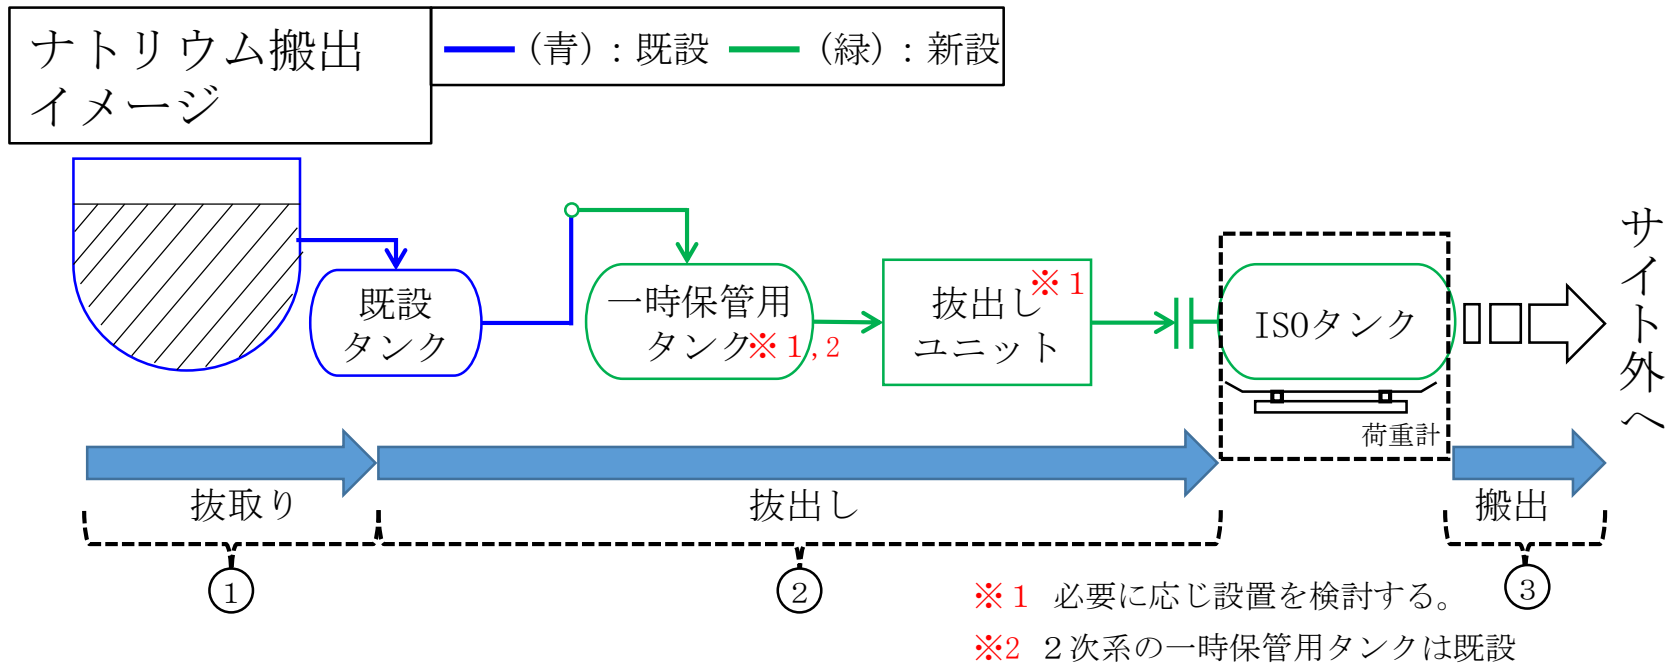 ナトリウム搬出
イメージ
(青)：既設
(緑)：新設
既設
タンク
一時保管用
タンク※１,２
抜出し※１
ユニット
ISOタンク
荷重計
サイト外へ
抜取り
抜出し
搬出
①
②
③
※１ 必要に応じ設置を検討する。
※2 ２次系の一時保管用タンクは既設